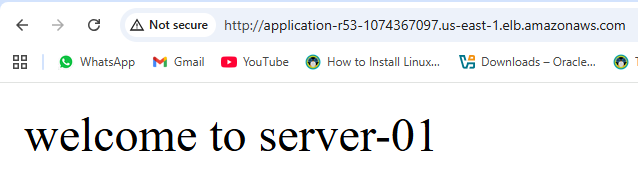 Not secure http://application-r53-1074367097.us-east-1.elb.amazonaws.com
WhatsApp Gmail YouTube How to Install Linux... Downloads – Oracle...
welcome to server-01